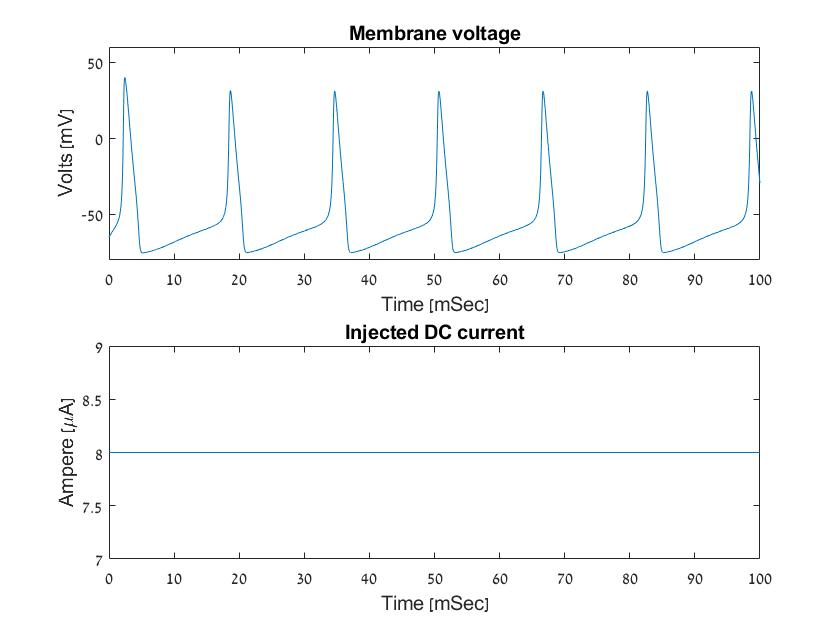 Membrane voltage
50
0
-50
Volts [mV]
0 10 20 30 40 50 60 70 80 90 100
Time [mSec]
Injected DC current
9
8.5
8
7.5
7
Ampere [μA]
0 10 20 30 40 50 60 70 80 90 100
Time [mSec]